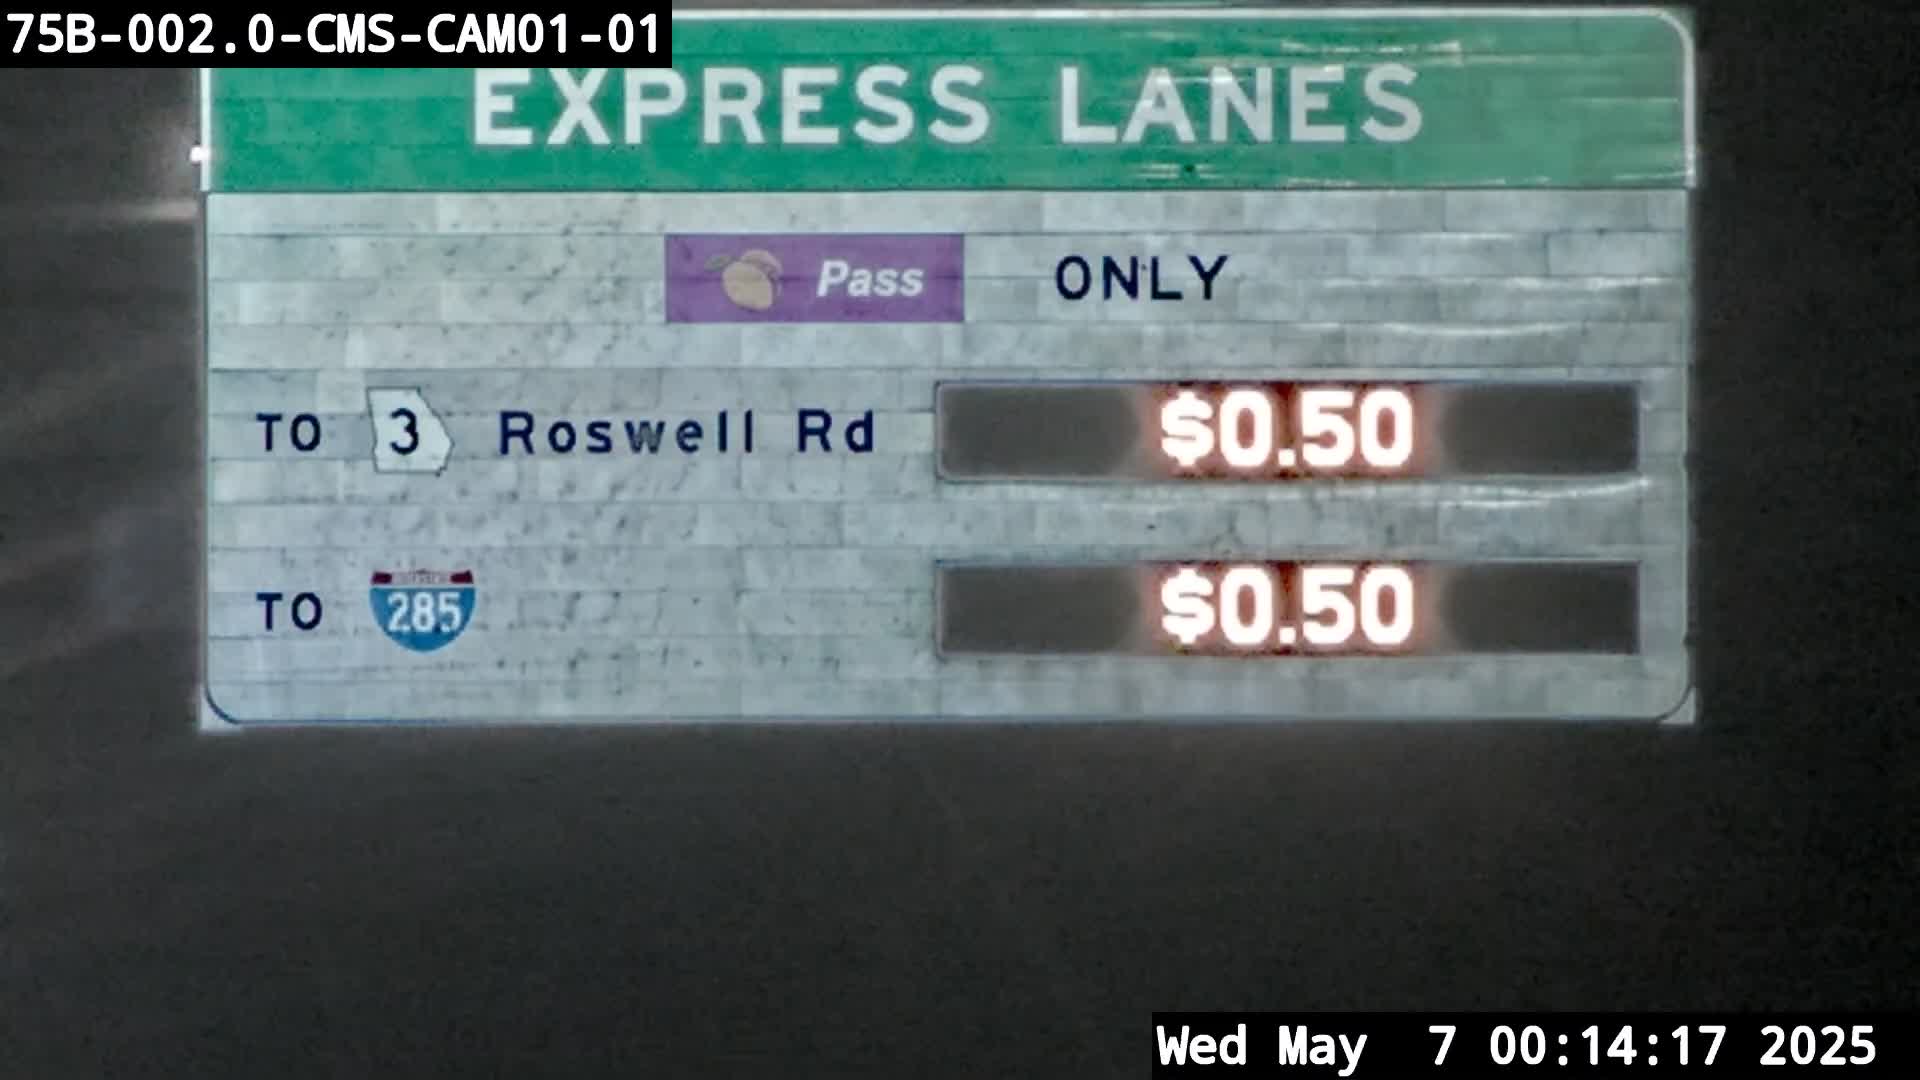 75B-002.0-CMS-CAM01-01
EXPRESS LANES
Pass ONLY
TO 3 Roswell Rd $0.50
TO 285 $0.50
Wed May 7 00:14:17 2025